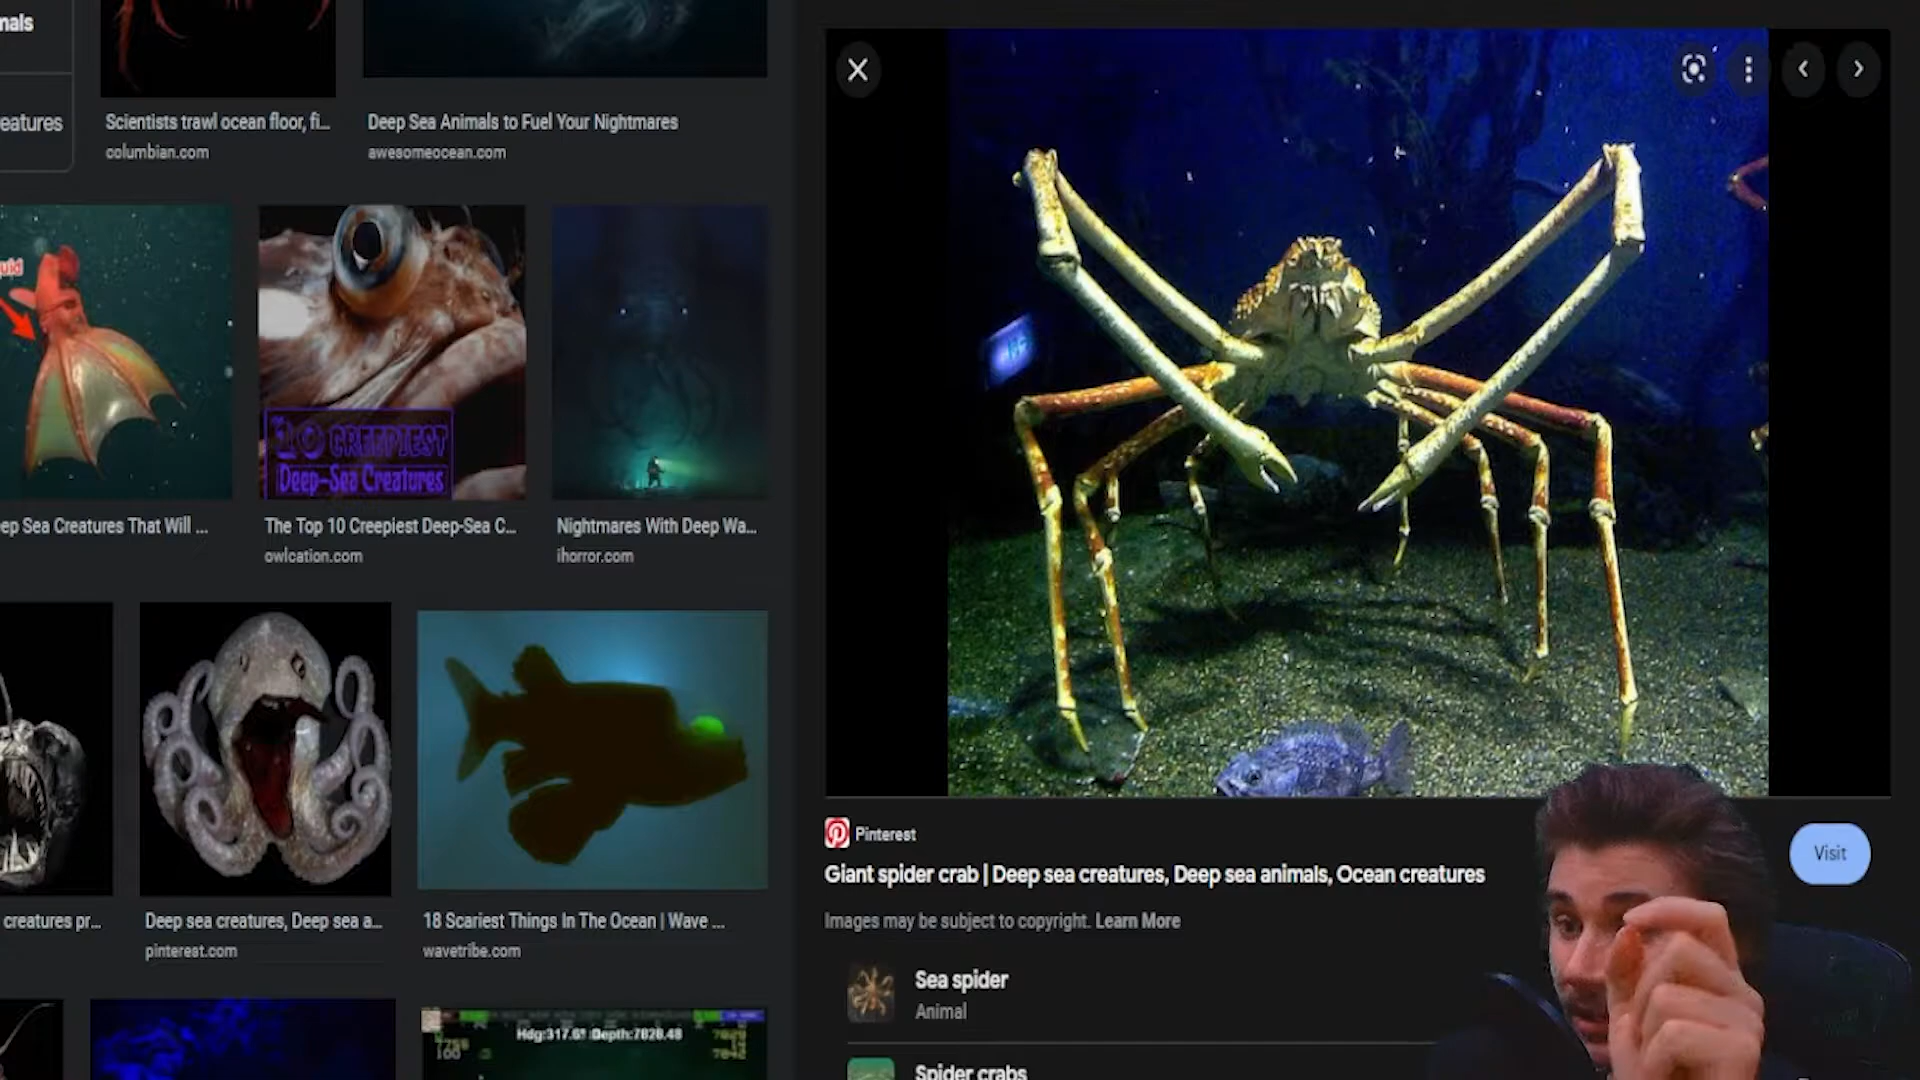 nals
eatures
Scientists trawl ocean floor, fi...
columbian.com
Deep Sea Animals to Fuel Your Nightmares
awesomeocean.com
uid
10 CREEPIEST
Deep-Sea Creatures
eep Sea Creatures That Will ...
The Top 10 Creepiest Deep-Sea C...
owlcation.com
Nightmares With Deep Wa...
ihorror.com
creatures pr...
Deep sea creatures, Deep sea a...
pinterest.com
18 Scariest Things In The Ocean | Wave ...
wavetribe.com
Hdg:317.6° Depth:7028.48
100
Pinterest
Visit
Giant spider crab | Deep sea creatures, Deep sea animals, Ocean creatures
Images may be subject to copyright. Learn More
Sea spider
Animal
Spider crabs